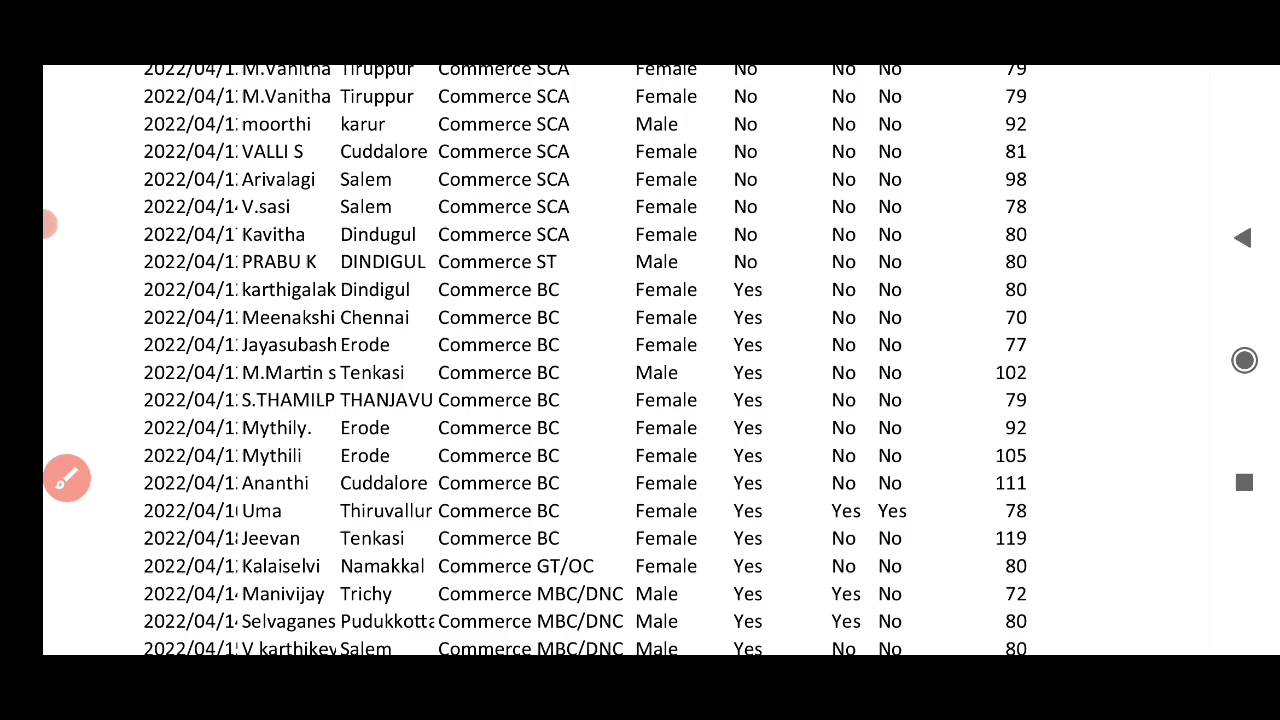 2022/04/1 M.Vanitha Tiruppur Commerce SCA Female No No No 79
2022/04/1 M.Vanitha Tiruppur Commerce SCA Female No No No 79
2022/04/1 moorthi karur Commerce SCA Male No No No 92
2022/04/1 VALLI S Cuddalore Commerce SCA Female No No No 81
2022/04/1 Arivalagi Salem Commerce SCA Female No No No 98
2022/04/1 V.sasi Salem Commerce SCA Female No No No 78
2022/04/1 Kavitha Dindugul Commerce SCA Female No No No 80
2022/04/1 PRABU K DINDIGUL Commerce ST Male No No No 80
2022/04/1 karthigalak Dindigul Commerce BC Female Yes No No 80
2022/04/1 Meenakshi Chennai Commerce BC Female Yes No No 70
2022/04/1 Jayasubash Erode Commerce BC Female Yes No No 77
2022/04/1 M.Martin s Tenkasi Commerce BC Male Yes No No 102
2022/04/1 S.THAMILP THANJAVU Commerce BC Female Yes No No 79
2022/04/1 Mythily. Erode Commerce BC Female Yes No No 92
2022/04/1 Mythili Erode Commerce BC Female Yes No No 105
2022/04/1 Ananthi Cuddalore Commerce BC Female Yes No No 111
2022/04/1 Uma Thiruvallur Commerce BC Female Yes Yes Yes 78
2022/04/1 Jeevan Tenkasi Commerce BC Female Yes No No 119
2022/04/1 Kalaiselvi Namakkal Commerce GT/OC Female Yes No No 80
2022/04/1 Manivijay Trichy Commerce MBC/DNC Male Yes Yes No 72
2022/04/1 Selvaganes Pudukkotta Commerce MBC/DNC Male Yes Yes No 80
2022/04/1 V karthikey Salem Commerce MBC/DNC Male Yes No No 80